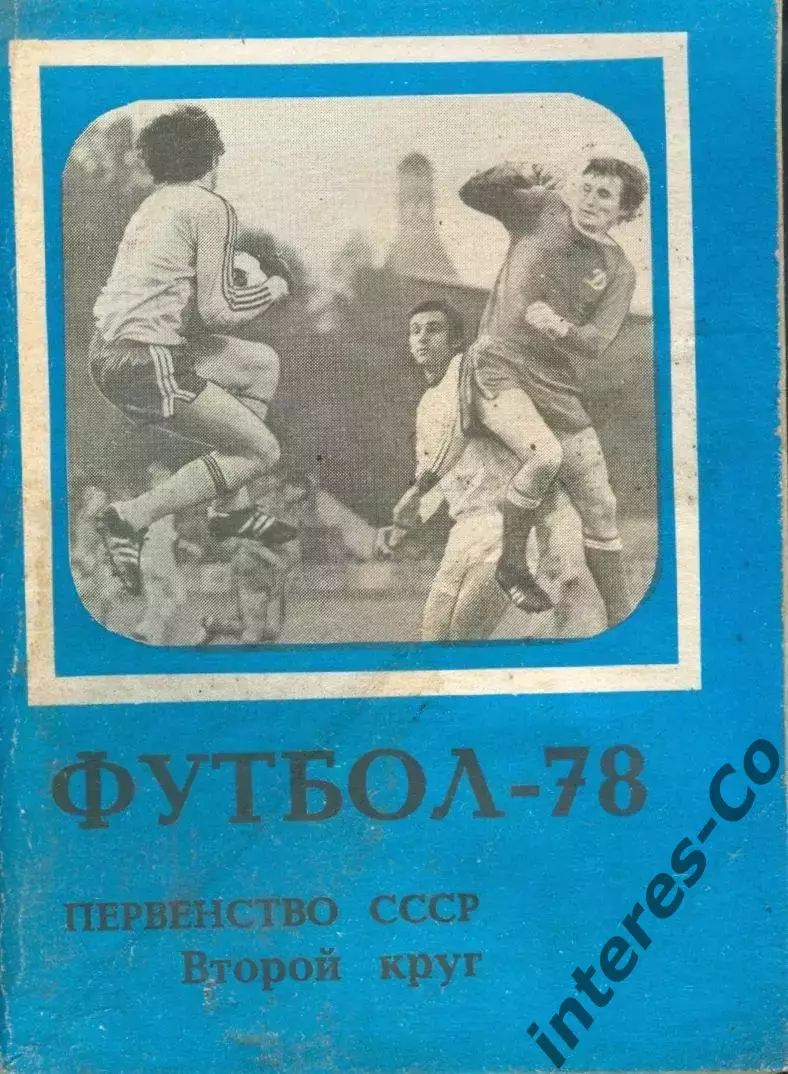 ФУТБОЛ-78
ПЕРВЕНСТВО СССР
Второй круг
interes-Co